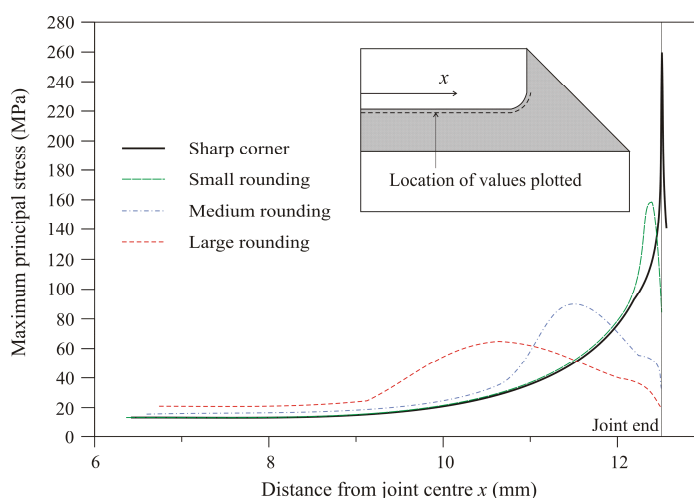 280
260
240
220
200
180
160
140
120
100
80
60
40
20
0
Maximum principal stress (MPa)
Sharp corner
Small rounding
Medium rounding
Large rounding
x
Location of values plotted
Joint end
6
8
10
12
Distance from joint centre x (mm)